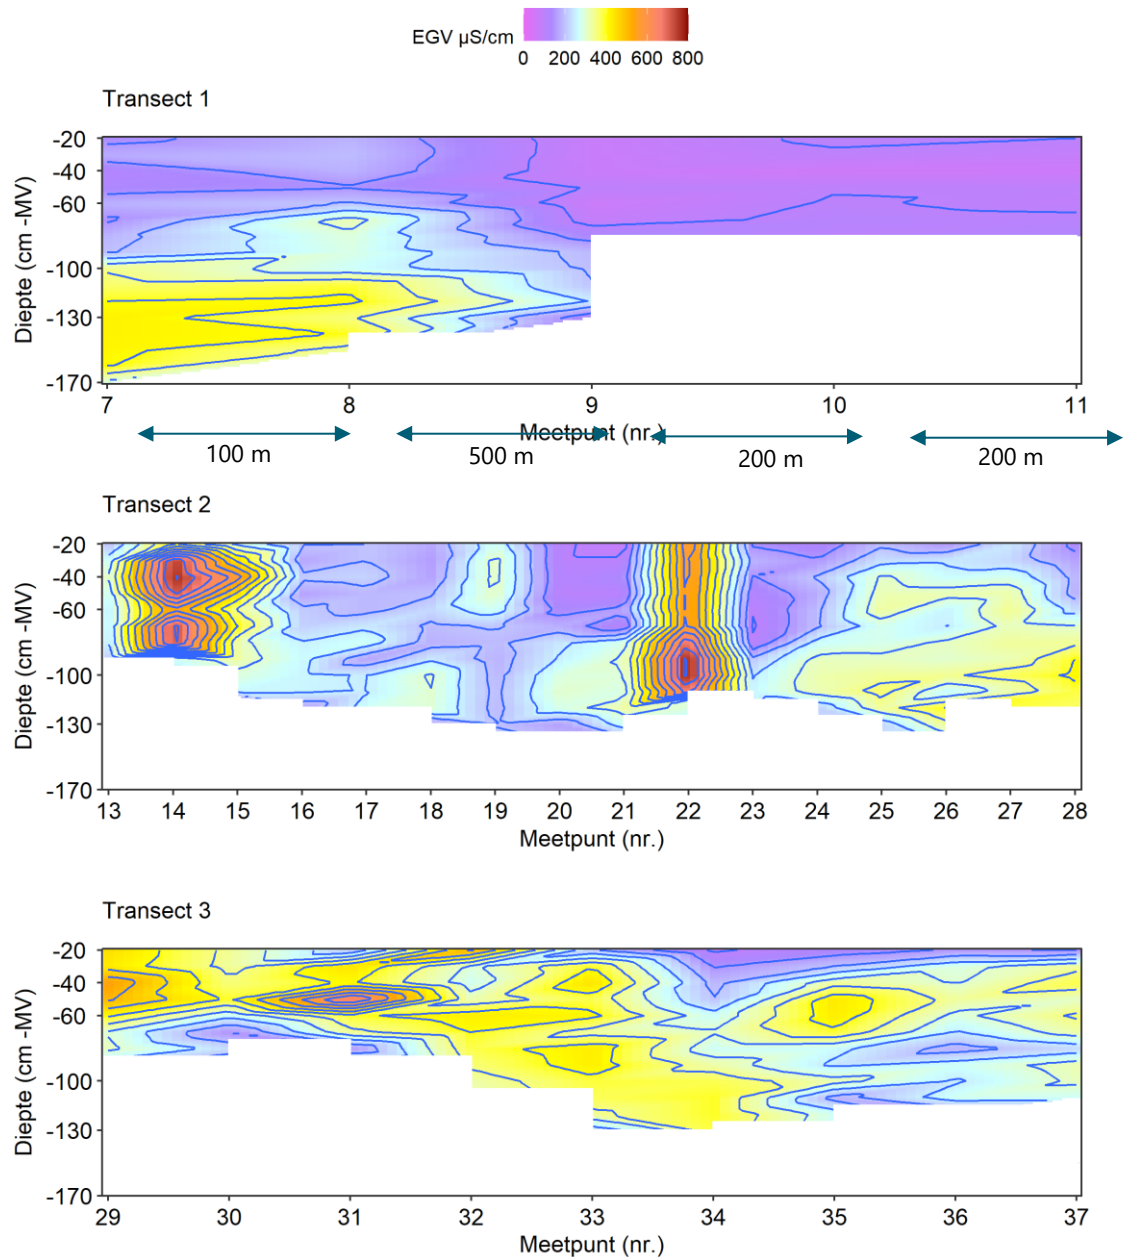 EGV µS/cm
0 200 400 600 800
Transect 1
Diepte (cm -MV)
-20
-40
-60
-100
-130
-170
7 8 9 10 11
Meetpunt (nr.)
100 m 500 m 200 m 200 m
Transect 2
Diepte (cm -MV)
-20
-40
-60
-100
-130
-170
13 14 15 16 17 18 19 20 21 22 23 24 25 26 27 28
Meetpunt (nr.)
Transect 3
Diepte (cm -MV)
-20
-40
-60
-100
-130
-170
29 30 31 32 33 34 35 36 37
Meetpunt (nr.)